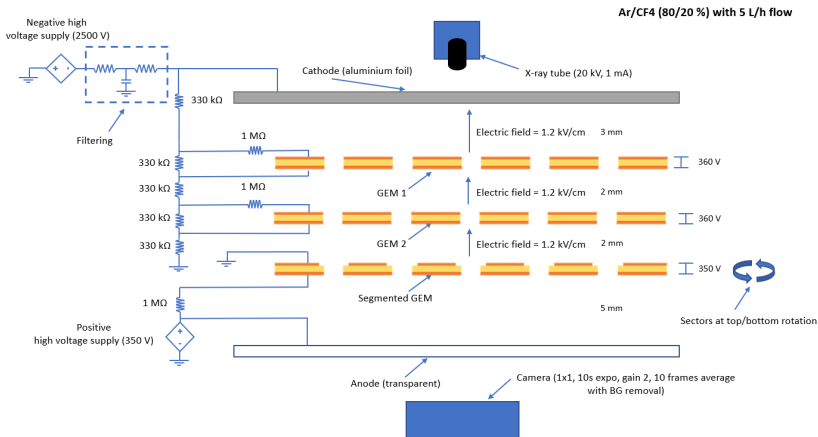 Ar/CF4 (80/20 %) with 5 L/h flow
Negative high
voltage supply (2500 V)
Cathode (aluminium foil)
X-ray tube (20 kV, 1 mA)
330 kΩ
Filtering
Electric field = 1.2 kV/cm
3 mm
1 MΩ
330 kΩ
360 V
330 kΩ
1 MΩ
GEM 1
Electric field = 1.2 kV/cm
2 mm
330 kΩ
360 V
330 kΩ
GEM 2
Electric field = 1.2 kV/cm
2 mm
350 V
1 MΩ
Segmented GEM
5 mm
Sectors at top/bottom rotation
Positive
high voltage supply (350 V)
Anode (transparent)
Camera (1x1, 10s expo, gain 2, 10 frames average
with BG removal)
+
-
+
-